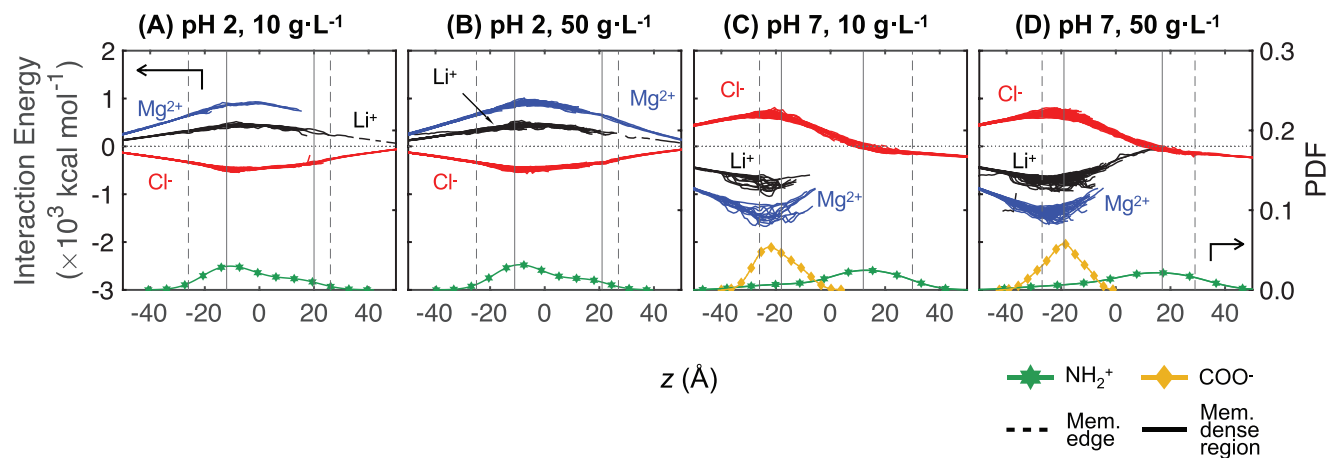 (A) pH 2, 10 g·L⁻¹
(B) pH 2, 50 g·L⁻¹
(C) pH 7, 10 g·L⁻¹
(D) pH 7, 50 g·L⁻¹
Interaction Energy
(× 10³ kcal mol⁻¹)
2
1
0
-1
-2
-3
Mg²⁺
Li⁺
Cl⁻
Li⁺
Mg²⁺
Cl⁻
Cl⁻
Li⁺
Mg²⁺
Cl⁻
Li⁺
Mg²⁺
0.3
0.2
0.1
0.0
PDF
-40 -20 0 20 40
-40 -20 0 20 40
-40 -20 0 20 40
-40 -20 0 20 40
z (Å)
NH₂⁺
COO⁻
Mem.
edge
Mem.
dense
region